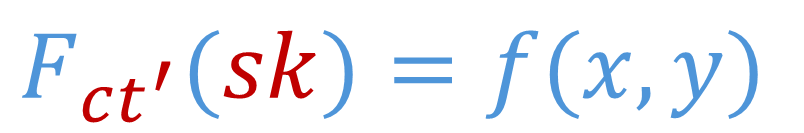 F_{ct'}(sk) = f(x, y)